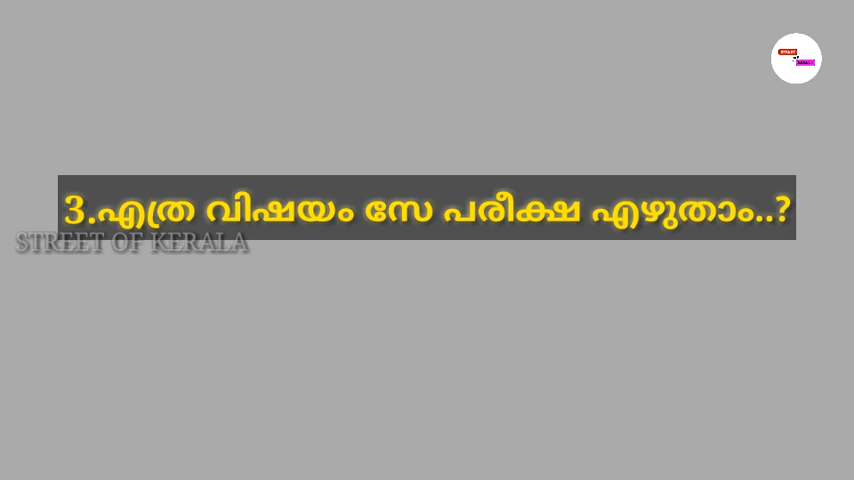 3.എത്ര വിഷയം സേ പരീക്ഷ എഴുതാം..?
STREET OF KERALA